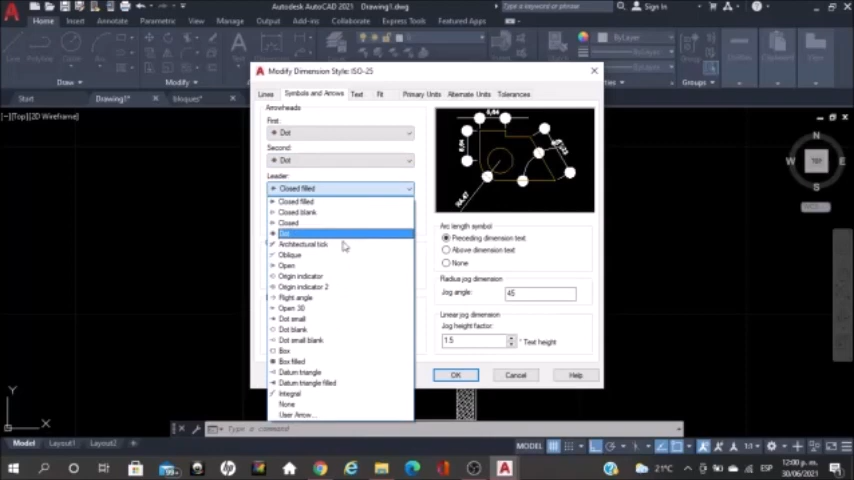 Autodesk AutoCAD 2021 Drawing1.dwg
Type a keyword or phrase
Sign In
Home Insert Annotate Parametric View Manage Output Add-ins Collaborate Express Tools Featured Apps
ByLayer
Draw
Modify
Groups
Start Drawing1* bloques*
[−][Top][2D Wireframe]
Modify Dimension Style: ISO-25
Lines Symbols and Arrows Text Fit Primary Units Alternate Units Tolerances
Arrowheads
First:
Dot
Second:
Dot
Leader:
Closed filled
Closed filled
Closed blank
Closed
Dot
Architectural tick
Oblique
Open
Origin indicator
Origin indicator 2
Right angle
Open 30
Dot small
Dot blank
Dot small blank
Box
Box filled
Datum triangle
Datum triangle filled
Integral
None
User Arrow...
Arc length symbol
Preceding dimension text
Above dimension text
None
Radius jog dimension
Jog angle: 45
Linear jog dimension
Jog height factor:
1.5 * Text height
OK Cancel Help
N
W TOP E
S
Y
X
Type a command
Model Layout1 Layout2
MODEL
1:1
99+
21°C
ESP
12:00 p. m.
30/06/2021